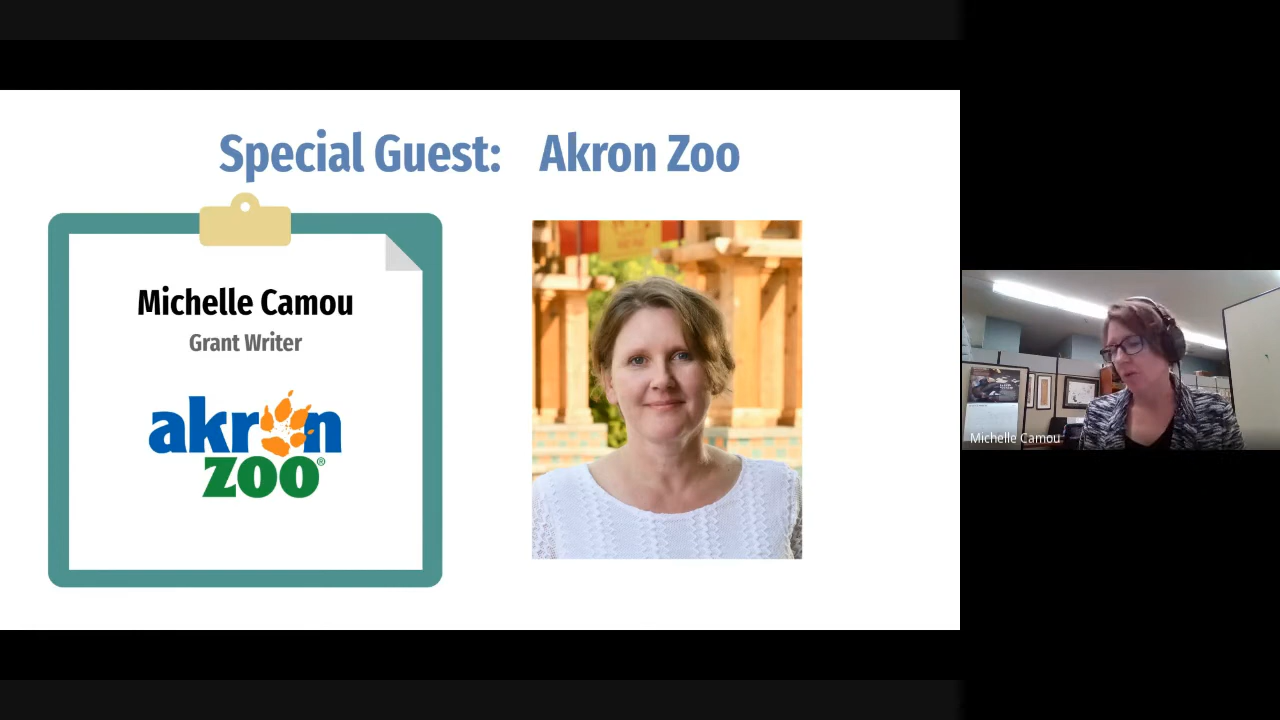 Special Guest: Akron Zoo
Michelle Camou
Grant Writer
akron
zoo®
Michelle Camou